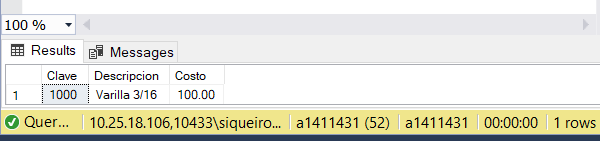 100 %
Results Messages
Clave Descripcion Costo
1 1000 Varilla 3/16 100.00
Quer... 10.25.18.106,10433\siqueiro... a1411431 (52) a1411431 00:00:00 1 rows